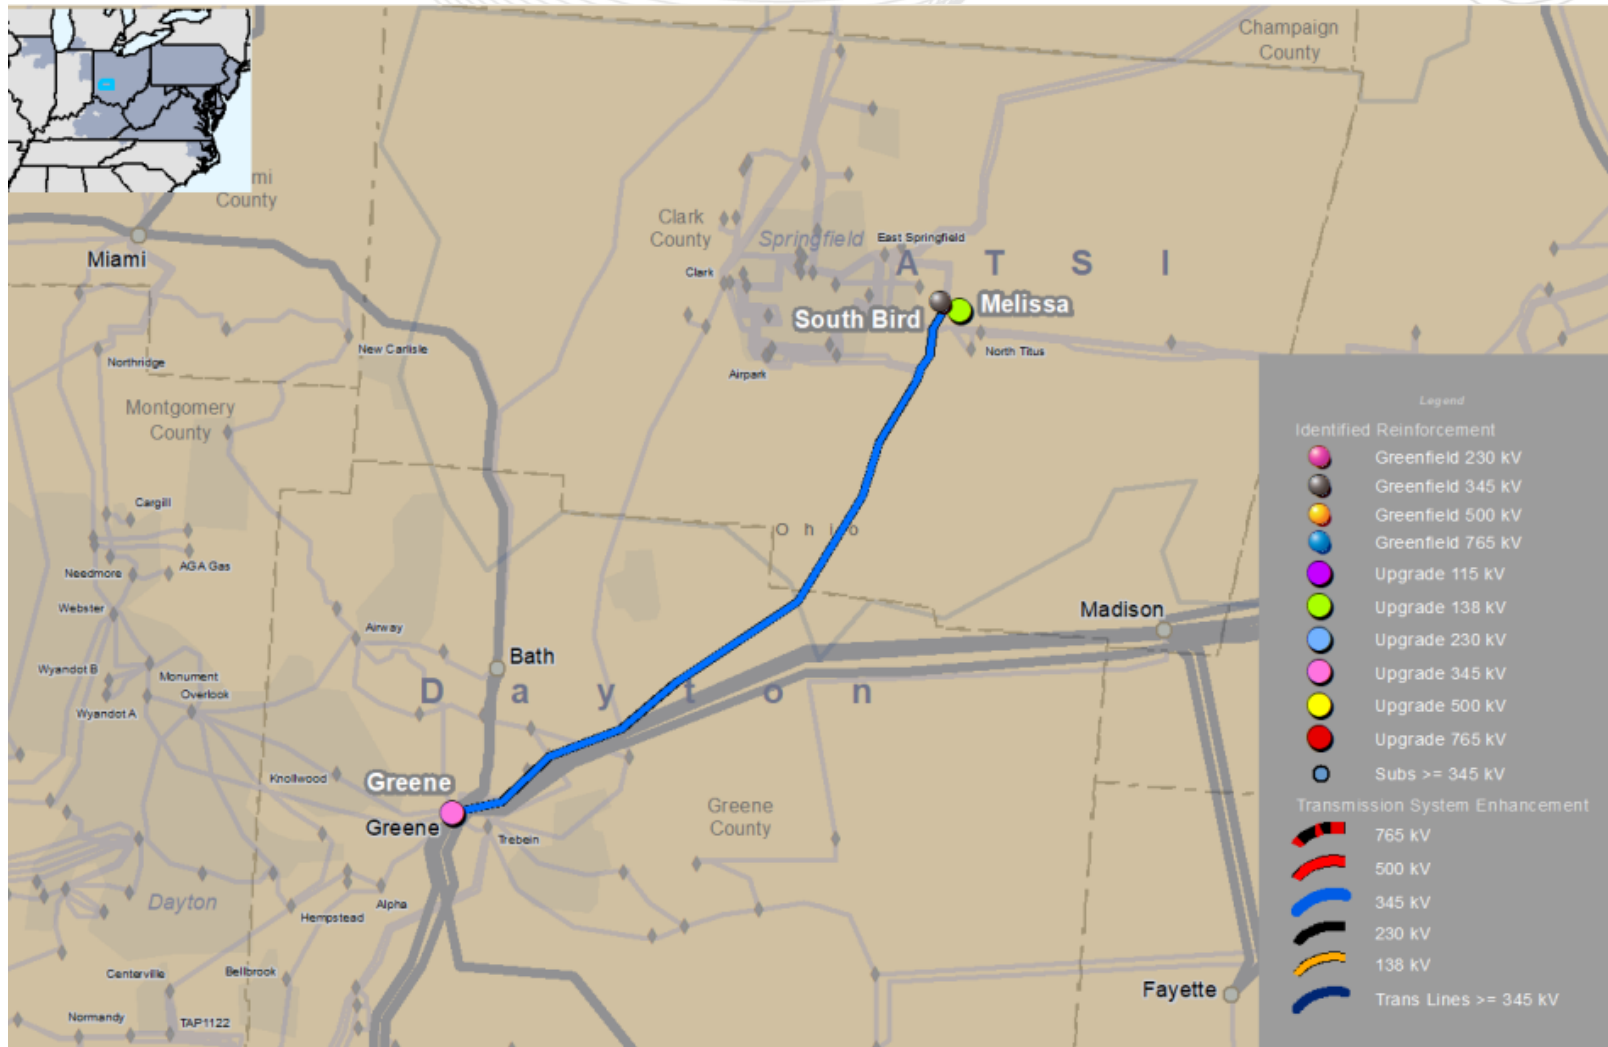 Champaign
County
mi
County
Clark
County
Springfield
East Springfield
A T S I
Miami
Clark
South Bird
Melissa
North Titus
New Carlisle
Northridge
Airpark
Montgomery
County
Cargill
Ohio
AGA Gas
Needmore
Webster
Airway
Madison
Bath
Wyandot B
Monument
Overlook
Wyandot A
D a y t o n
Knollwood
Greene
Greene
Greene
County
Trebein
Dayton
Alpha
Hempstead
Centerville
Bellbrook
Fayette
Normandy
TAP1122
Legend
Identified Reinforcement
Greenfield 230 kV
Greenfield 345 kV
Greenfield 500 kV
Greenfield 765 kV
Upgrade 115 kV
Upgrade 138 kV
Upgrade 230 kV
Upgrade 345 kV
Upgrade 500 kV
Upgrade 765 kV
Subs >= 345 kV
Transmission System Enhancement
765 kV
500 kV
345 kV
230 kV
138 kV
Trans Lines >= 345 kV